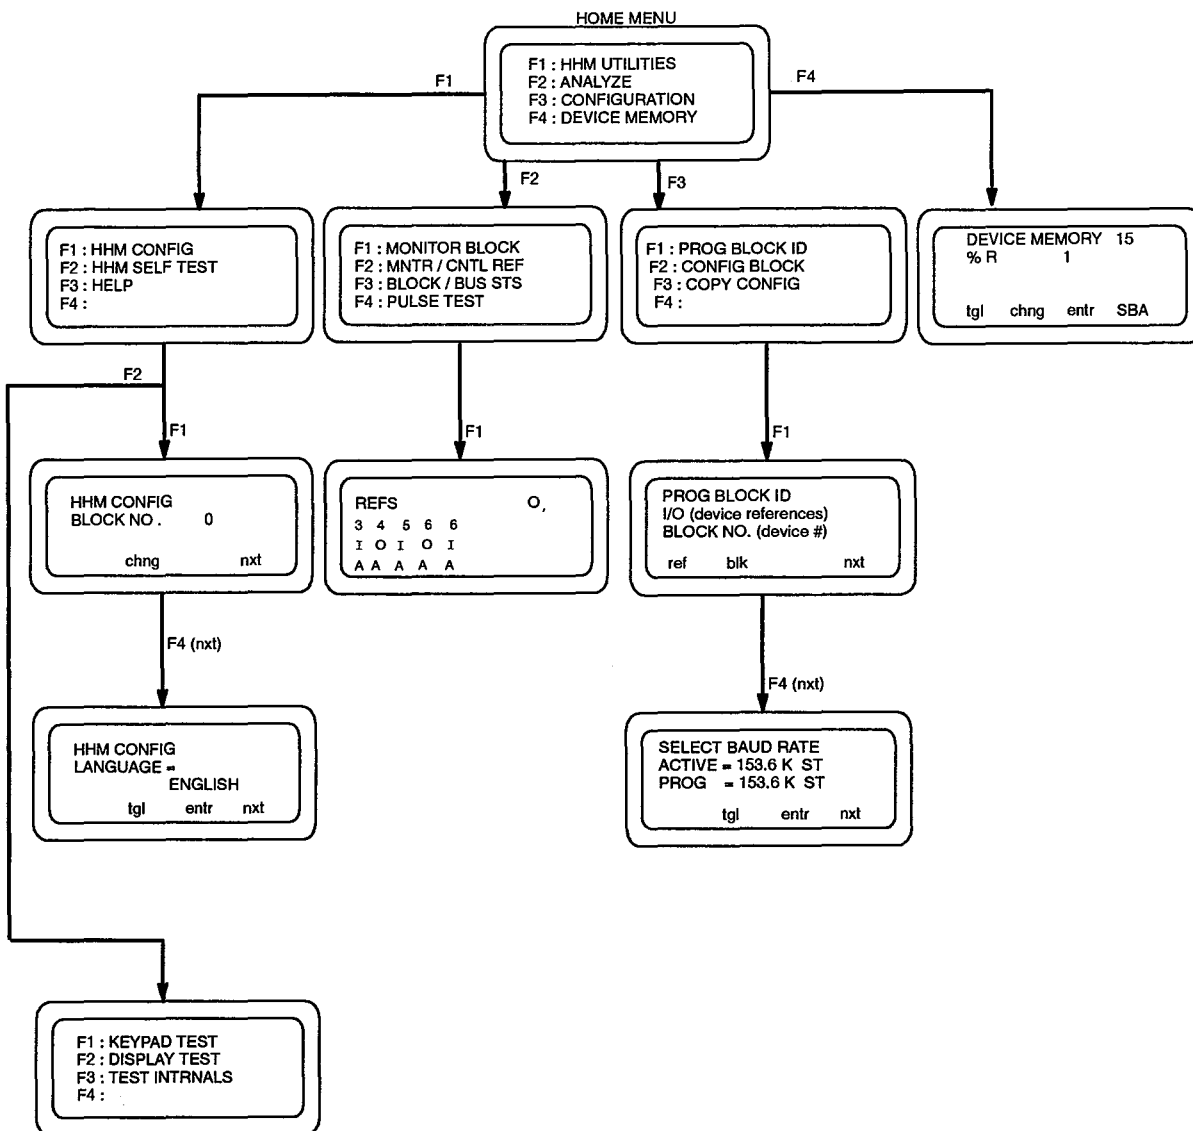 HOME MENU
F1 : HHM UTILITIES
F2 : ANALYZE
F3 : CONFIGURATION
F4 : DEVICE MEMORY
F1
F4
F2
F3
F1 : HHM CONFIG
F2 : HHM SELF TEST
F3 : HELP
F4 :
F1 : MONITOR BLOCK
F2 : MNTR / CNTL REF
F3 : BLOCK / BUS STS
F4 : PULSE TEST
F1 : PROG BLOCK ID
F2 : CONFIG BLOCK
F3 : COPY CONFIG
F4 :
DEVICE MEMORY 15
% R 1
tgl chng entr SBA
F2
F1
F1
F1
HHM CONFIG
BLOCK NO . 0
chng nxt
REFS O,
3 4 5 6 6
I O I O I
A A A A A
PROG BLOCK ID
I/O (device references)
BLOCK NO. (device #)
ref blk nxt
F4 (nxt)
F4 (nxt)
HHM CONFIG
LANGUAGE =
ENGLISH
tgl entr nxt
SELECT BAUD RATE
ACTIVE = 153.6 K ST
PROG = 153.6 K ST
tgl entr nxt
F1 : KEYPAD TEST
F2 : DISPLAY TEST
F3 : TEST INTRNALS
F4 :